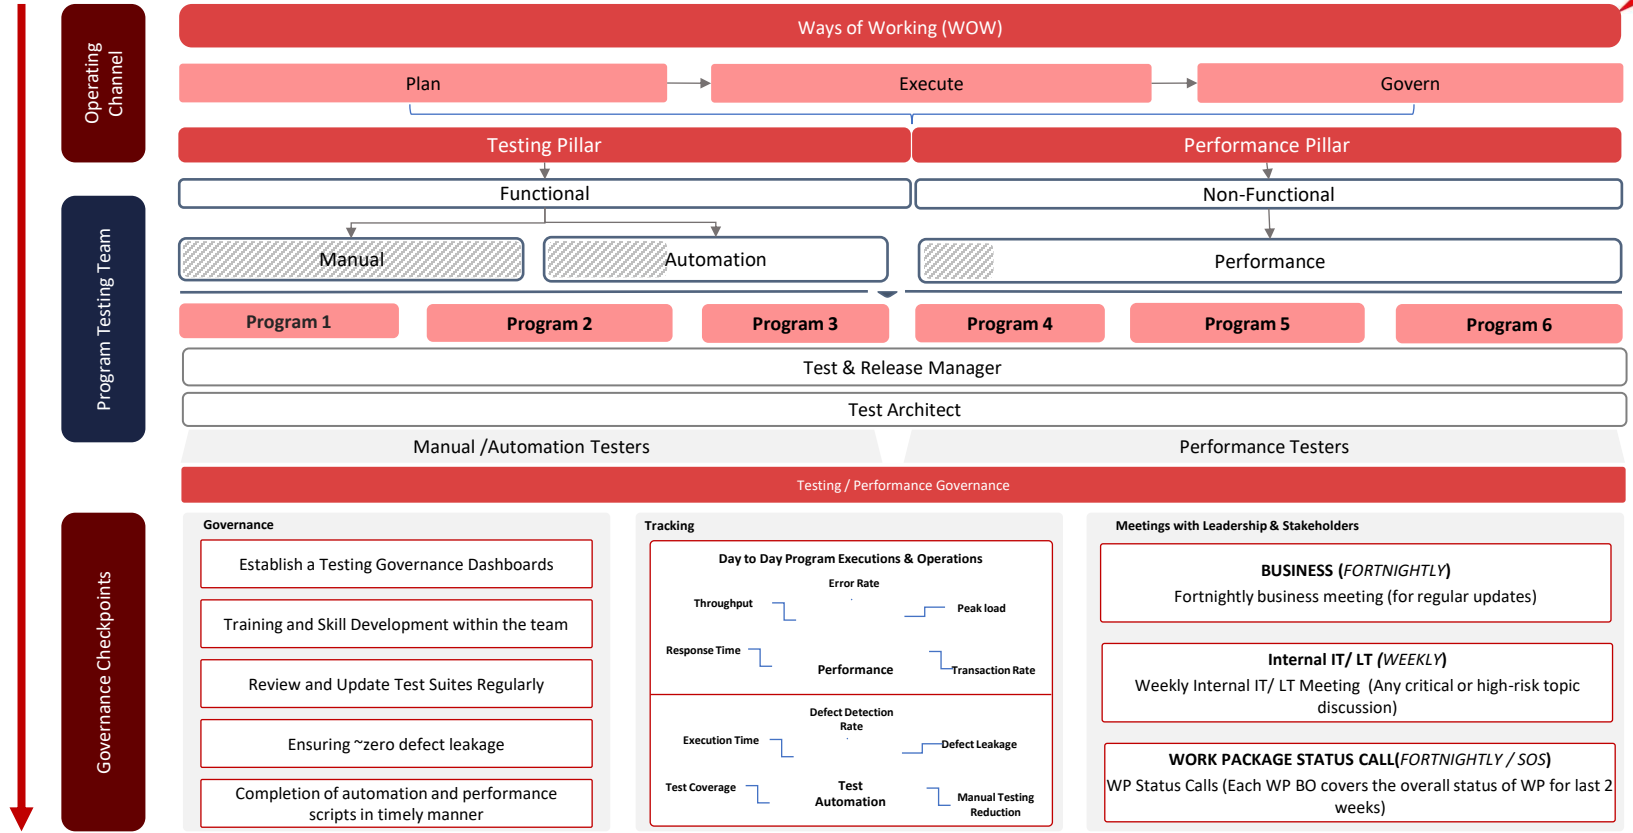 Operating
Channel
Ways of Working (WOW)
Plan
Execute
Govern
Testing Pillar
Performance Pillar
Program Testing Team
Functional
Non-Functional
Manual
Automation
Performance
Program 1
Program 2
Program 3
Program 4
Program 5
Program 6
Test & Release Manager
Test Architect
Manual /Automation Testers
Performance Testers
Testing / Performance Governance
Governance Checkpoints
Governance
Establish a Testing Governance Dashboards
Training and Skill Development within the team
Review and Update Test Suites Regularly
Ensuring ~zero defect leakage
Completion of automation and performance
scripts in timely manner
Tracking
Day to Day Program Executions & Operations
Error Rate
Throughput
Peak load
Response Time
Performance
Transaction Rate
Defect Detection
Rate
Execution Time
Defect Leakage
Test Coverage
Test
Automation
Manual Testing
Reduction
Meetings with Leadership & Stakeholders
BUSINESS (FORTNIGHTLY)
Fortnightly business meeting (for regular updates)
Internal IT/ LT (WEEKLY)
Weekly Internal IT/ LT Meeting (Any critical or high-risk topic
discussion)
WORK PACKAGE STATUS CALL(FORTNIGHTLY / SOS)
WP Status Calls (Each WP BO covers the overall status of WP for last 2
weeks)